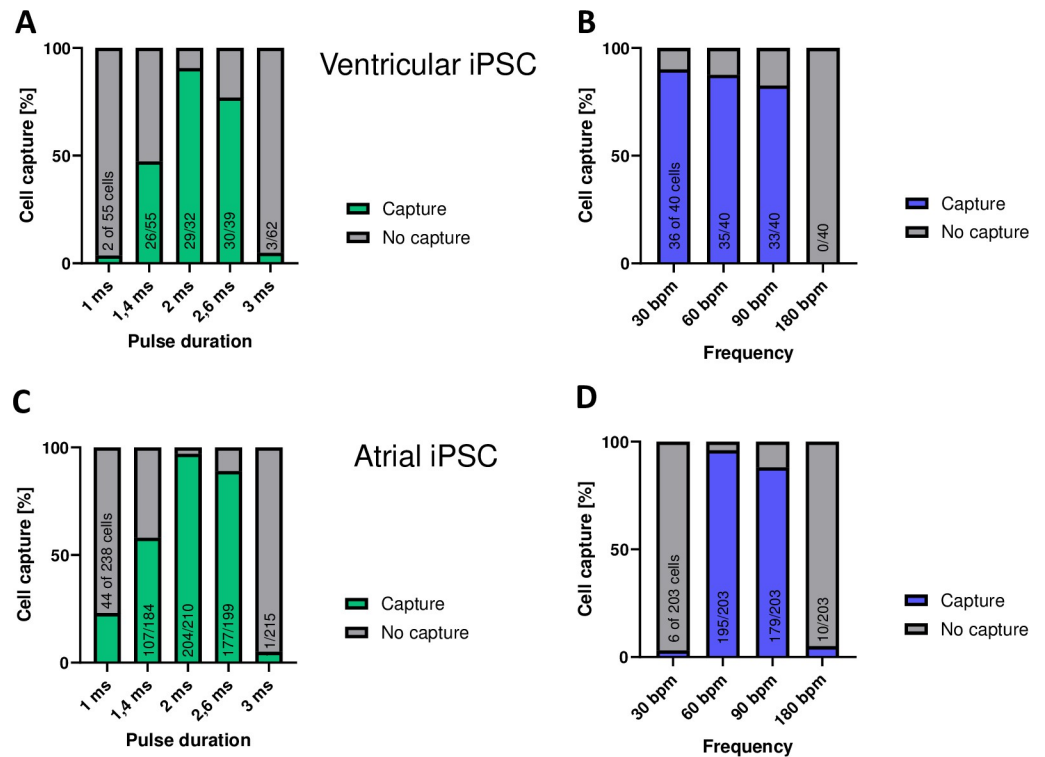 A
Ventricular iPSC
Cell capture [%]
100
50
0
2 of 55 cells
26/55
29/32
30/39
3/62
1 ms
1,4 ms
2 ms
2,6 ms
3 ms
Pulse duration
Capture
No capture
B
Cell capture [%]
100
50
0
36 of 40 cells
35/40
33/40
0/40
30 bpm
60 bpm
90 bpm
180 bpm
Frequency
Capture
No capture
C
Atrial iPSC
Cell capture [%]
100
50
0
44 of 238 cells
107/184
204/210
177/199
1/215
1 ms
1,4 ms
2 ms
2,6 ms
3 ms
Pulse duration
Capture
No capture
D
Cell capture [%]
100
50
0
6 of 203 cells
195/203
179/203
10/203
30 bpm
60 bpm
90 bpm
180 bpm
Frequency
Capture
No capture